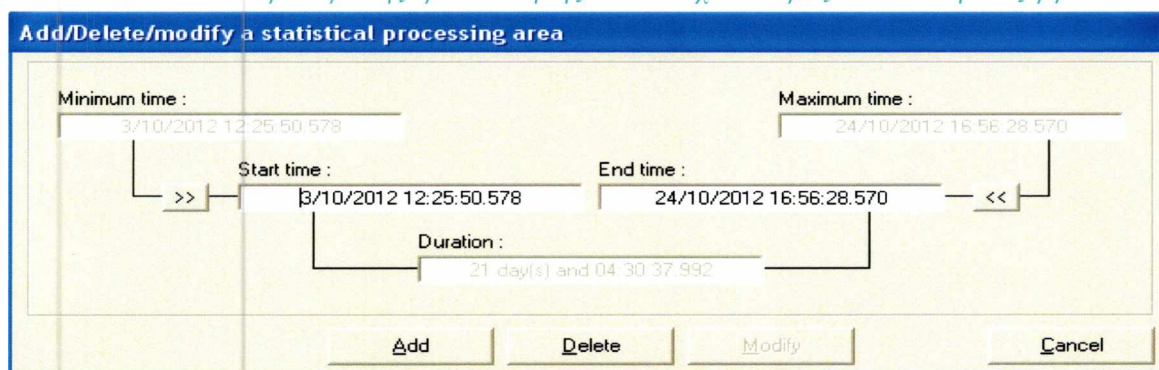 Add/Delete/modify a statistical processing area
Minimum time :
Maximum time :
3/10/2012 12:25:50.578
24/10/2012 16:56:28.570
Start time :
End time :
>>
3/10/2012 12:25:50.578
24/10/2012 16:56:28.570
<<
Duration :
21 day(s) and 04:30:37.992
Add
Delete
Modify
Cancel